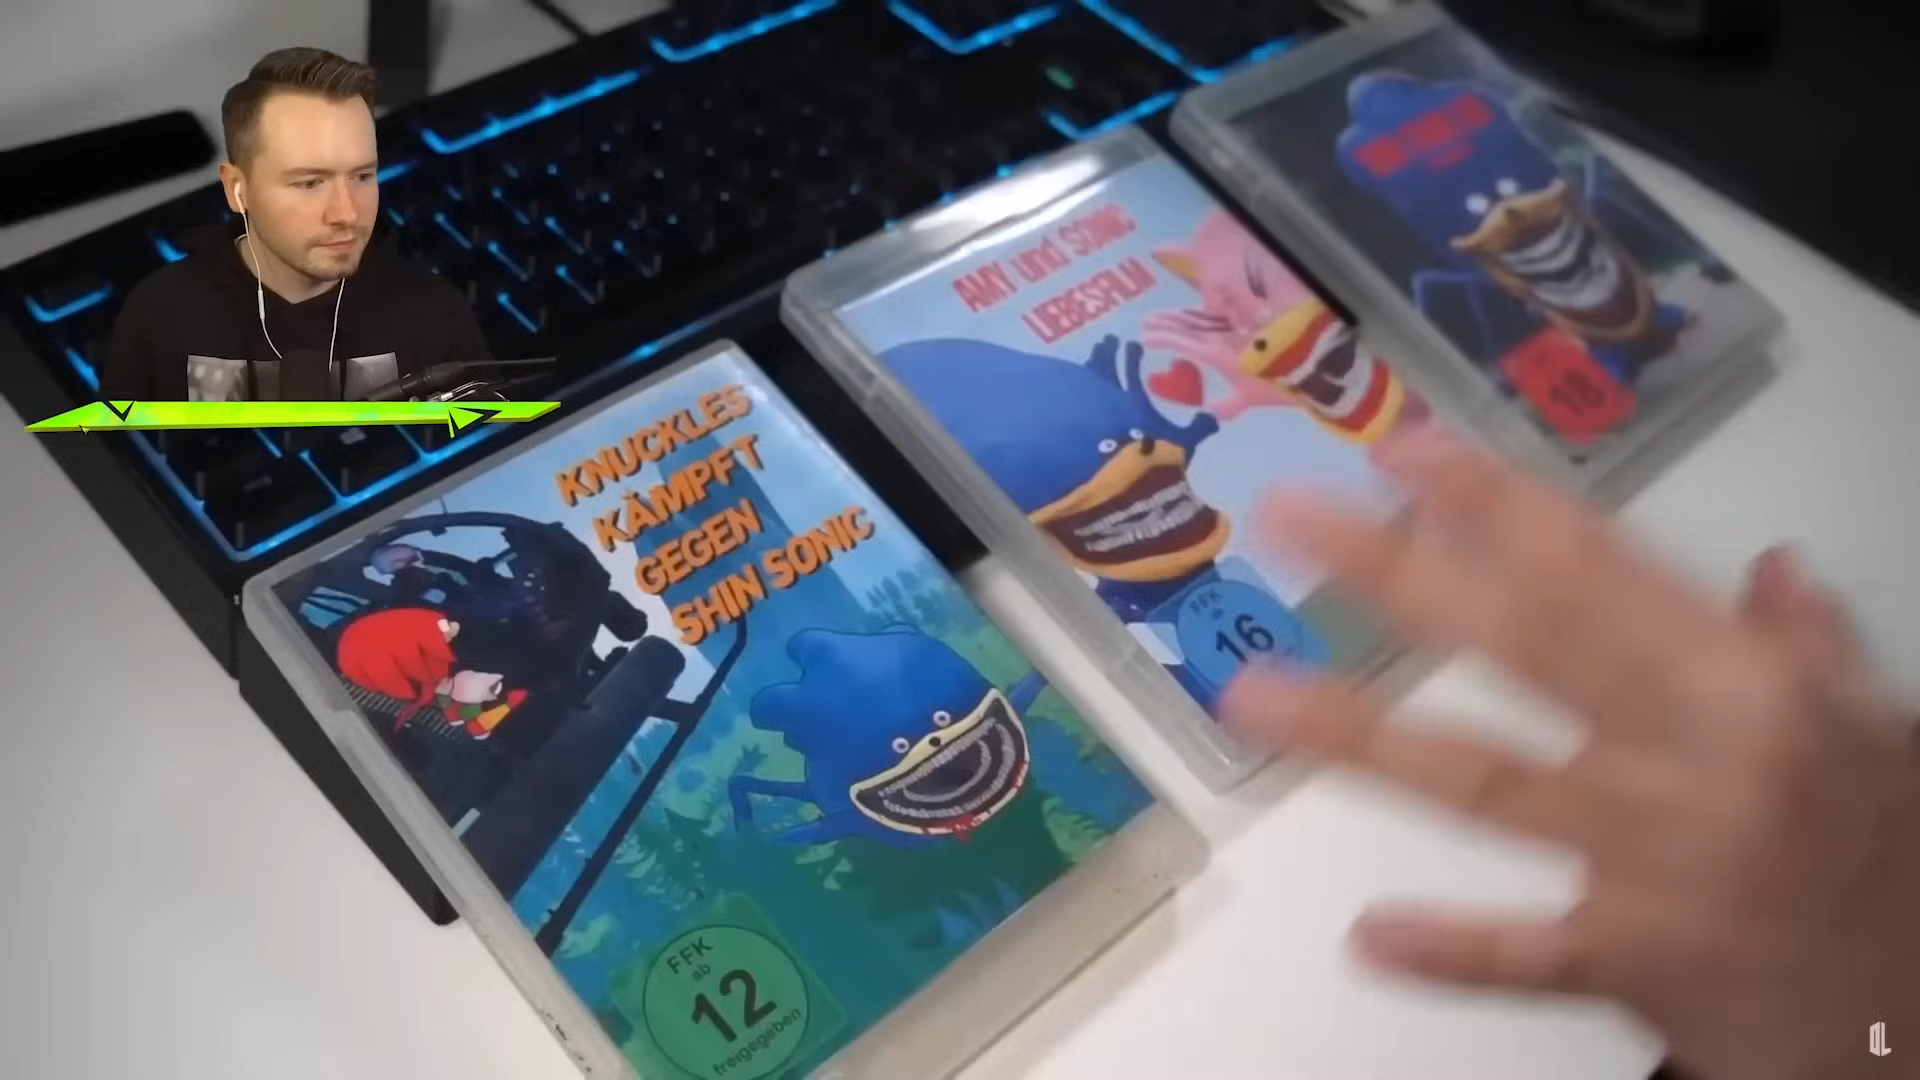 KNUCKLES
KÄMPFT
GEGEN
SHIN SONIC
FFK
ab
12
freigegeben
AMY und SONIC
LIEBESFILM
FFK
ab
16
18